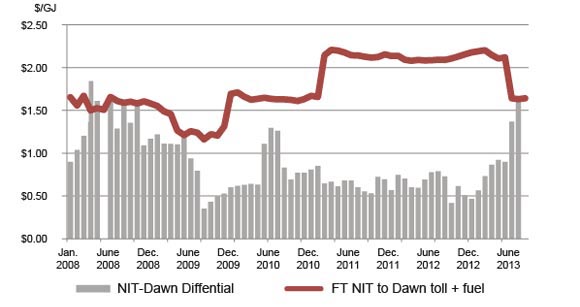 $/GJ
$2.50
$2.00
$1.50
$1.00
$0.50
$0.00
Jan. June Dec. June Dec. June Dec. June Dec. June Dec. June
2008 2008 2008 2009 2009 2010 2010 2011 2011 2012 2012 2013
NIT-Dawn Diffential FT NIT to Dawn toll + fuel